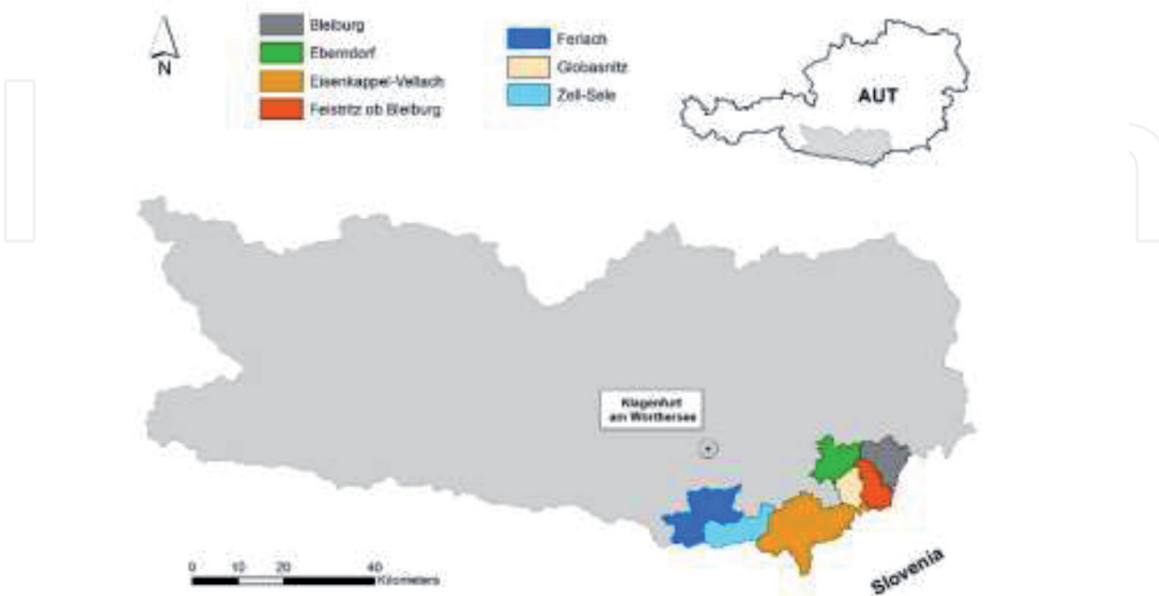 N
Bleiburg
Eberndorf
Eisenkappel-Vellach
Feistritz ob Bleiburg
Ferlach
Globasnitz
Zell-Sele
AUT
Klagenfurt
am Wörthersee
0 10 20 40
Kilometers
Slovenia